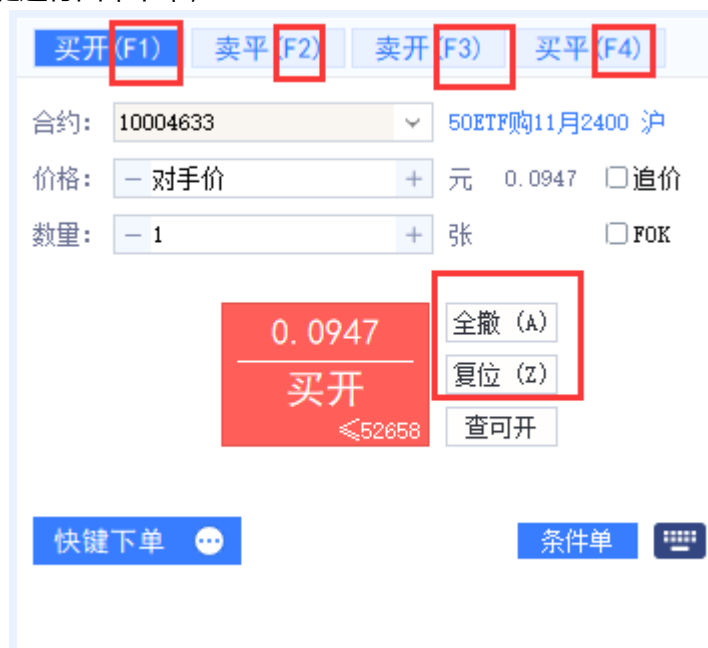 买开(F1) 卖平(F2) 卖开(F3) 买平(F4)
合约: 10004633 50ETF购11月2400 沪
价格: − 对手价 + 元 0.0947 追价
数里: − 1 + 张 FOK
0.0947 全撤 (A)
买开 复位 (Z)
≤52658 查可开
快键下单 条件单